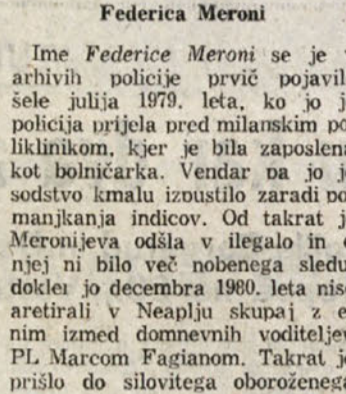 Federica Meroni
Ime Federice Meroni se je v
arhivih policije prvič pojavil
šele julija 1979. leta, ko jo j
policija prijela pred milanskim po
liklinikom, kjer je bila zaposlena
kot bolničarka. Vendar pa jo j
sodstvo kmalu izpustilo zaradi po
manjkanja indicov. Od takrat j
Meronijeva odšla v ilegalo in o
njej ni bilo več nobenega sledu
dokler jo decembra 1980. leta nis
aretirali v Neaplju skupaj z e
nim izmed domnevnih voditeljev
PL Marcom Fagianom. Takrat je
prišlo do silovitega oboroženega